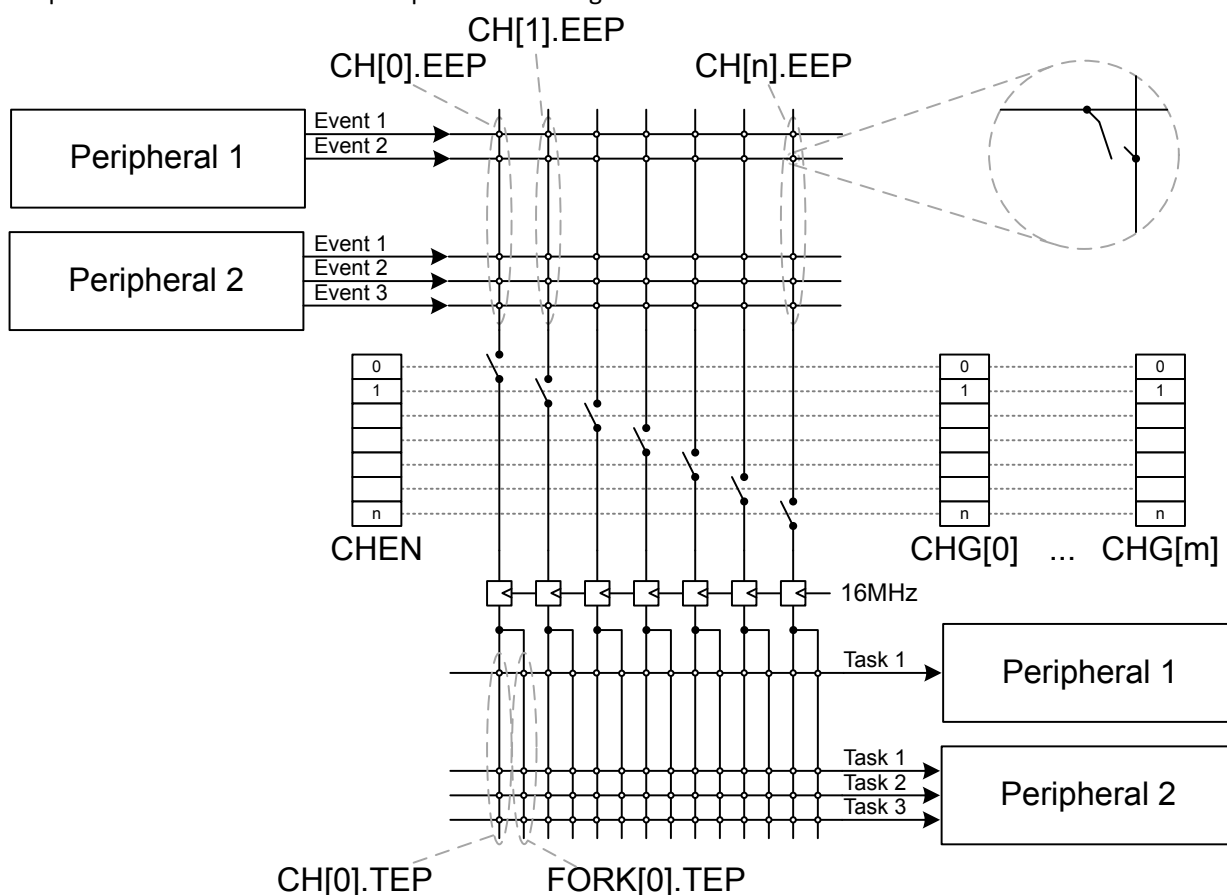 CH[1].EEP
CH[0].EEP
CH[n].EEP
Peripheral 1
Event 1
Event 2
Peripheral 2
Event 1
Event 2
Event 3
0
1
n
CHEN
0
1
n
CHG[0]
...
0
1
n
CHG[m]
16MHz
Task 1
Peripheral 1
Task 1
Task 2
Task 3
Peripheral 2
CH[0].TEP
FORK[0].TEP